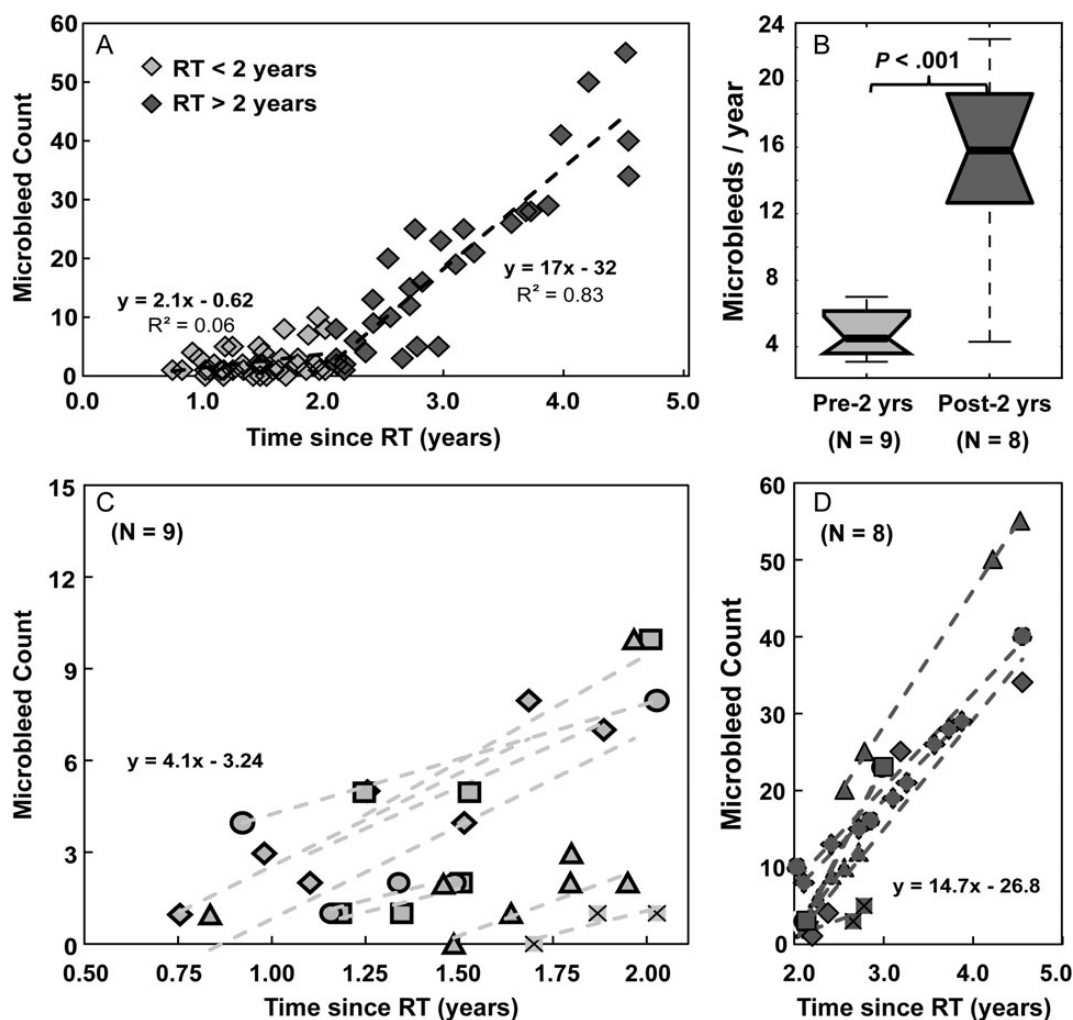 A
RT < 2 years
RT > 2 years
60
50
40
30
20
10
0
Microbleed Count
y = 2.1x - 0.62
R² = 0.06
y = 17x - 32
R² = 0.83
0.0 1.0 2.0 3.0 4.0 5.0
Time since RT (years)
B
P < .001
24
20
16
12
8
4
Microbleeds / year
Pre-2 yrs Post-2 yrs
(N = 9) (N = 8)
C
(N = 9)
15
12
9
6
3
0
Microbleed Count
y = 4.1x - 3.24
0.50 0.75 1.00 1.25 1.50 1.75 2.00
Time since RT (years)
D
(N = 8)
60
50
40
30
20
10
0
Microbleed Count
y = 14.7x - 26.8
2.0 3.0 4.0 5.0
Time since RT (years)